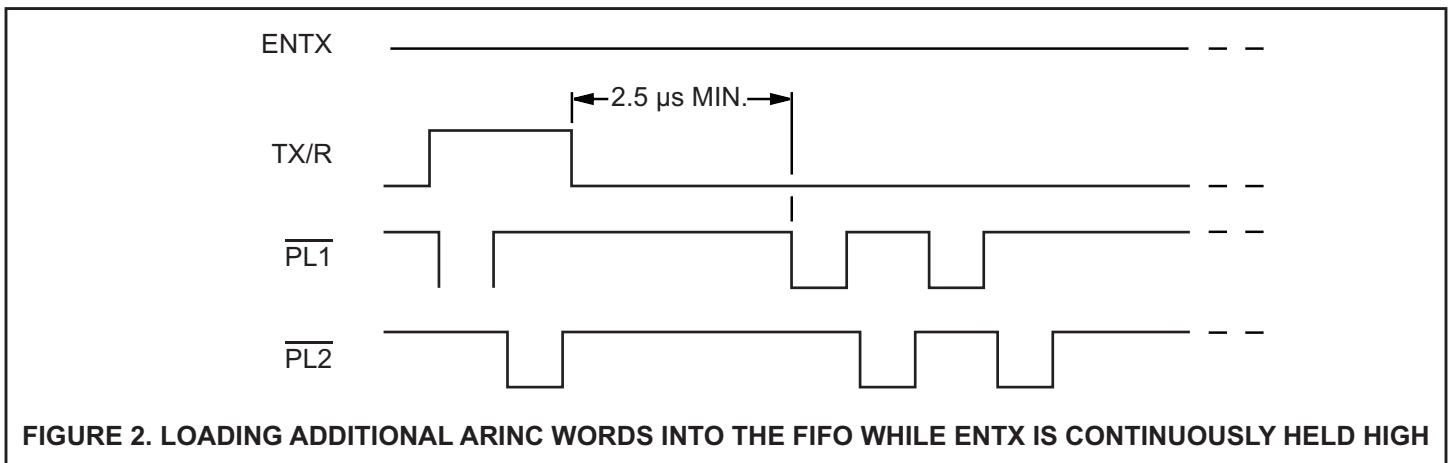 ENTX
2.5 µs MIN.
TX/R
PL1
PL2
FIGURE 2. LOADING ADDITIONAL ARINC WORDS INTO THE FIFO WHILE ENTX IS CONTINUOUSLY HELD HIGH